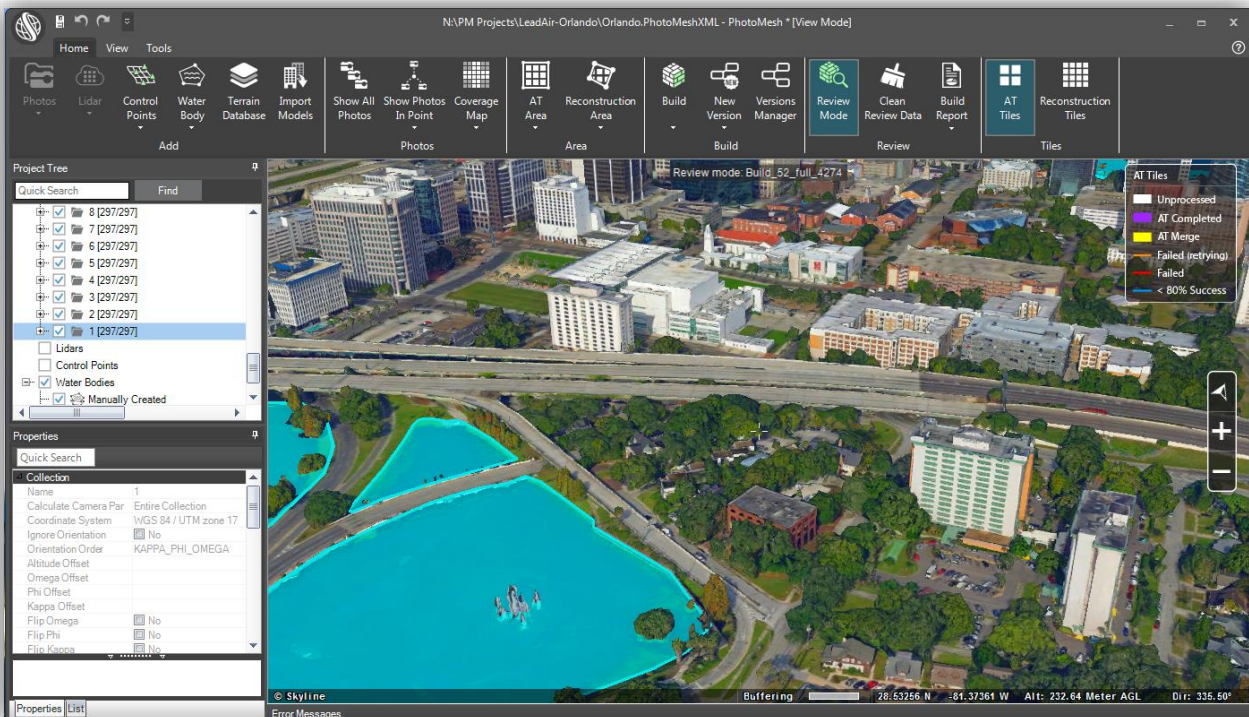 N:\PM Projects\LeadAir-Orlando\Orlando.PhotoMeshXML - PhotoMesh * [View Mode]
Home View Tools
Photos Lidar Control Points Water Body Terrain Database Import Models Show All Photos Show Photos In Point Coverage Map AT Area Reconstruction Area Build New Version Versions Manager Review Mode Clean Review Data Build Report AT Tiles Reconstruction Tiles
Add Photos Area Build Review Tiles
Project Tree
Quick Search Find
8 [297/297]
7 [297/297]
6 [297/297]
5 [297/297]
4 [297/297]
3 [297/297]
2 [297/297]
1 [297/297]
Lidars
Control Points
Water Bodies
Manually Created
Properties
Quick Search
Collection
Name 1
Calculate Camera Par Entire Collection
Coordinate System WGS 84 / UTM zone 17
Ignore Orientation No
Orientation Order KAPPA_PHI_OMEGA
Altitude Offset
Omega Offset
Phi Offset
Kappa Offset
Flip Omega No
Flip Phi No
Flip Kappa No
Properties List
Review mode: Build_52_full_4274
AT Tiles
Unprocessed
AT Completed
AT Merge
Failed (retrying)
Failed
< 80% Success
© Skyline Buffering 28.53256 N -81.37361 W Alt: 232.64 Meter AGL Dir: 335.50°
Error Messages